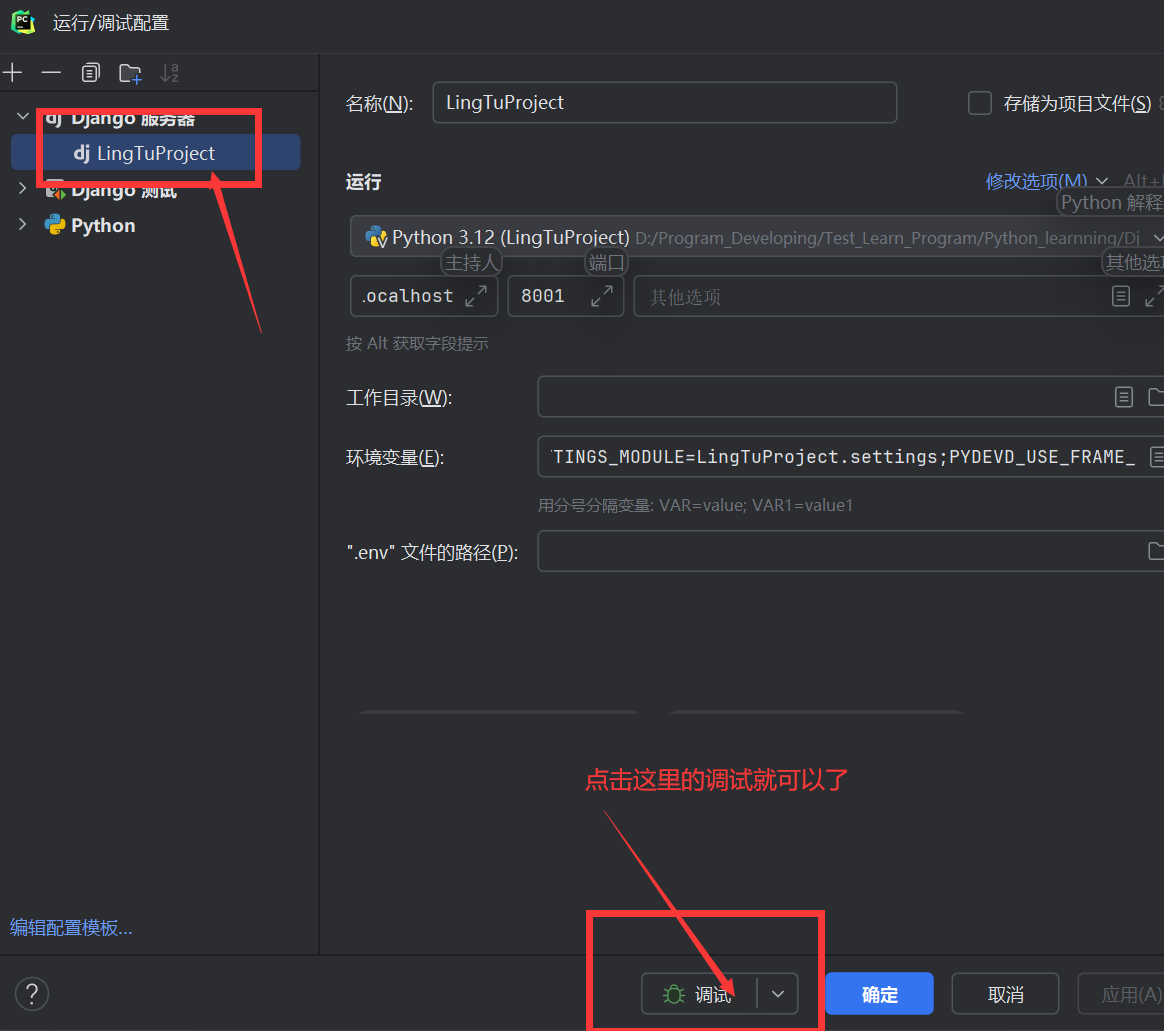 PC
运行/调试配置
名称(N):
LingTuProject
存储为项目文件(S)
dj Django 服务器
dj LingTuProject
Django 测试
Python
运行
修改选项(M)
Alt+
Python 解释
Python 3.12 (LingTuProject) D:/Program_Developing/Test_Learn_Program/Python_learnning/Dj
主持人
端口
其他选项
localhost
8001
其他选项
按 Alt 获取字段提示
工作目录(W):
环境变量(E):
TINGS_MODULE=LingTuProject.settings;PYDEVD_USE_FRAME_
用分号分隔变量: VAR=value; VAR1=value1
".env" 文件的路径(P):
点击这里的调试就可以了
编辑配置模板...
?
调试
确定
取消
应用(A)